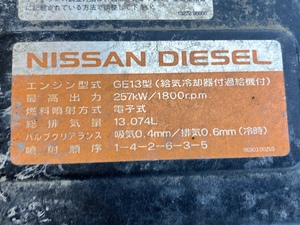 NISSAN DIESEL
エンジン型式 GE13型(給気冷却器付過給機付)
最高出力 257kW/1800r.p.m
燃料噴射方式 電子式
総排気量 13.074L
バルブクリアランス 吸気0.4mm/排気0.6mm(冷時)
噴射順序 1-4-2-6-3-5